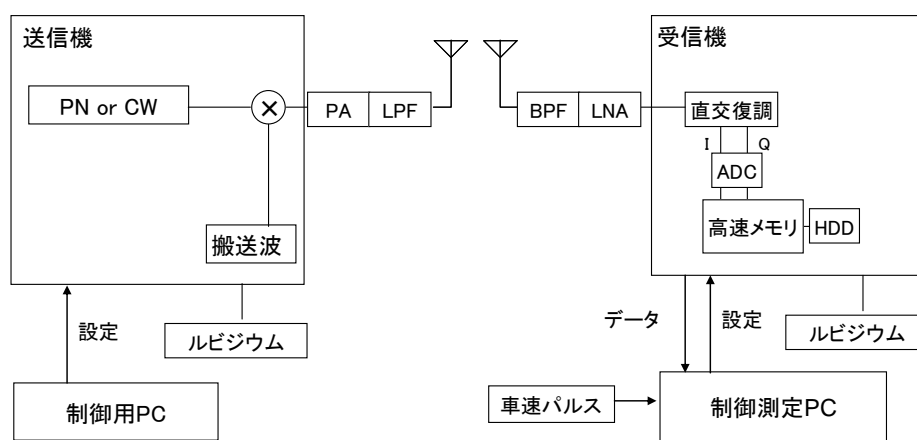 送信機
PN or CW
PA
LPF
搬送波
設定
ルビジウム
制御用PC
受信機
BPF
LNA
直交復調
I
Q
ADC
高速メモリ
HDD
データ
設定
ルビジウム
車速パルス
制御測定PC